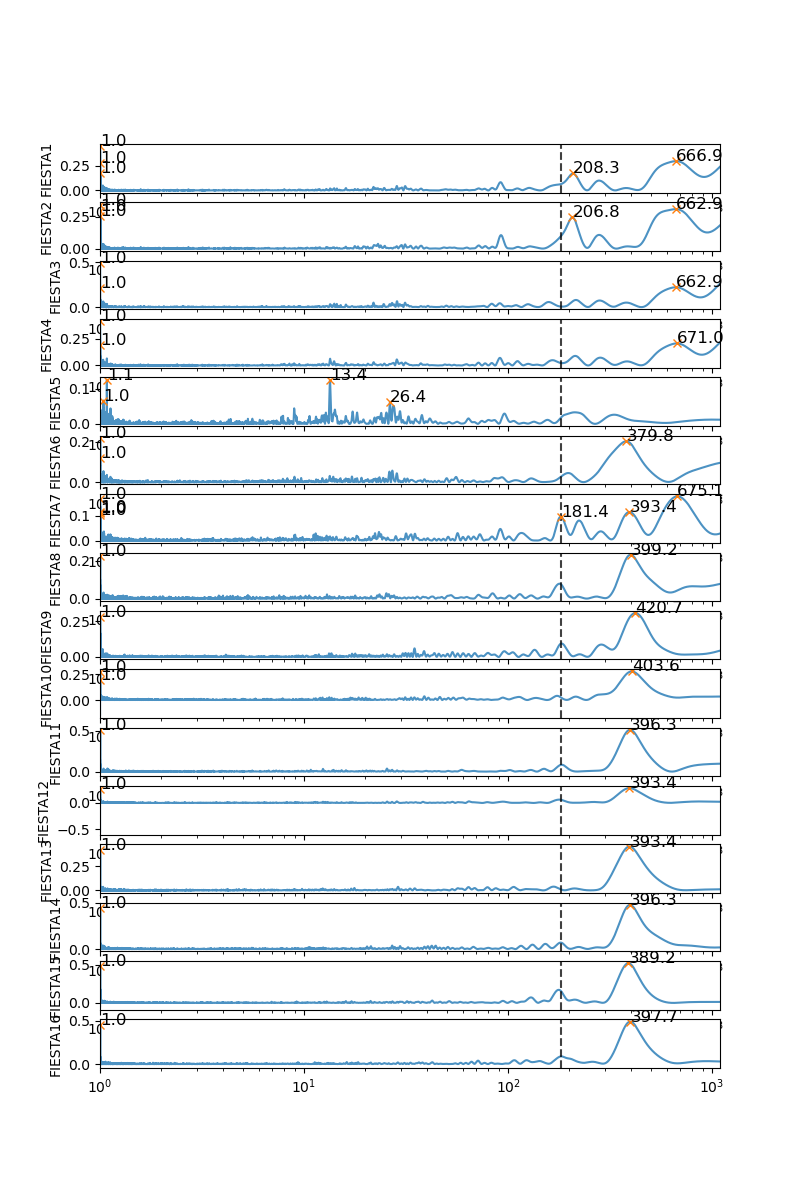 FIESTA1 0.25 0.00 1.0 1.0 1.0 208.3 666.9
FIESTA2 0.25 0.00 1.0 206.8 662.9
FIESTA3 0.5 0.0 1.0 1.0 662.9
FIESTA4 0.25 0.00 1.0 1.0 671.0
FIESTA5 0.1 0.0 1.1 1.0 13.4 26.4
FIESTA6 0.2 0.0 1.0 1.0 379.8
FIESTA7 0.1 0.0 1.0 1.0 181.4 393.4 675.1
FIESTA8 0.2 0.0 1.0 399.2
FIESTA9 0.25 0.00 1.0 420.7
FIESTA10 0.25 0.00 1.0 1.0 403.6
FIESTA11 0.5 0.0 1.0 396.3
FIESTA12 0.0 −0.5 1.0 393.4
FIESTA13 0.25 0.00 1.0 393.4
FIESTA14 0.5 0.0 1.0 396.3
FIESTA15 0.5 0.0 1.0 389.2
FIESTA16 0.5 0.0 1.0 397.7
10⁰ 10¹ 10² 10³